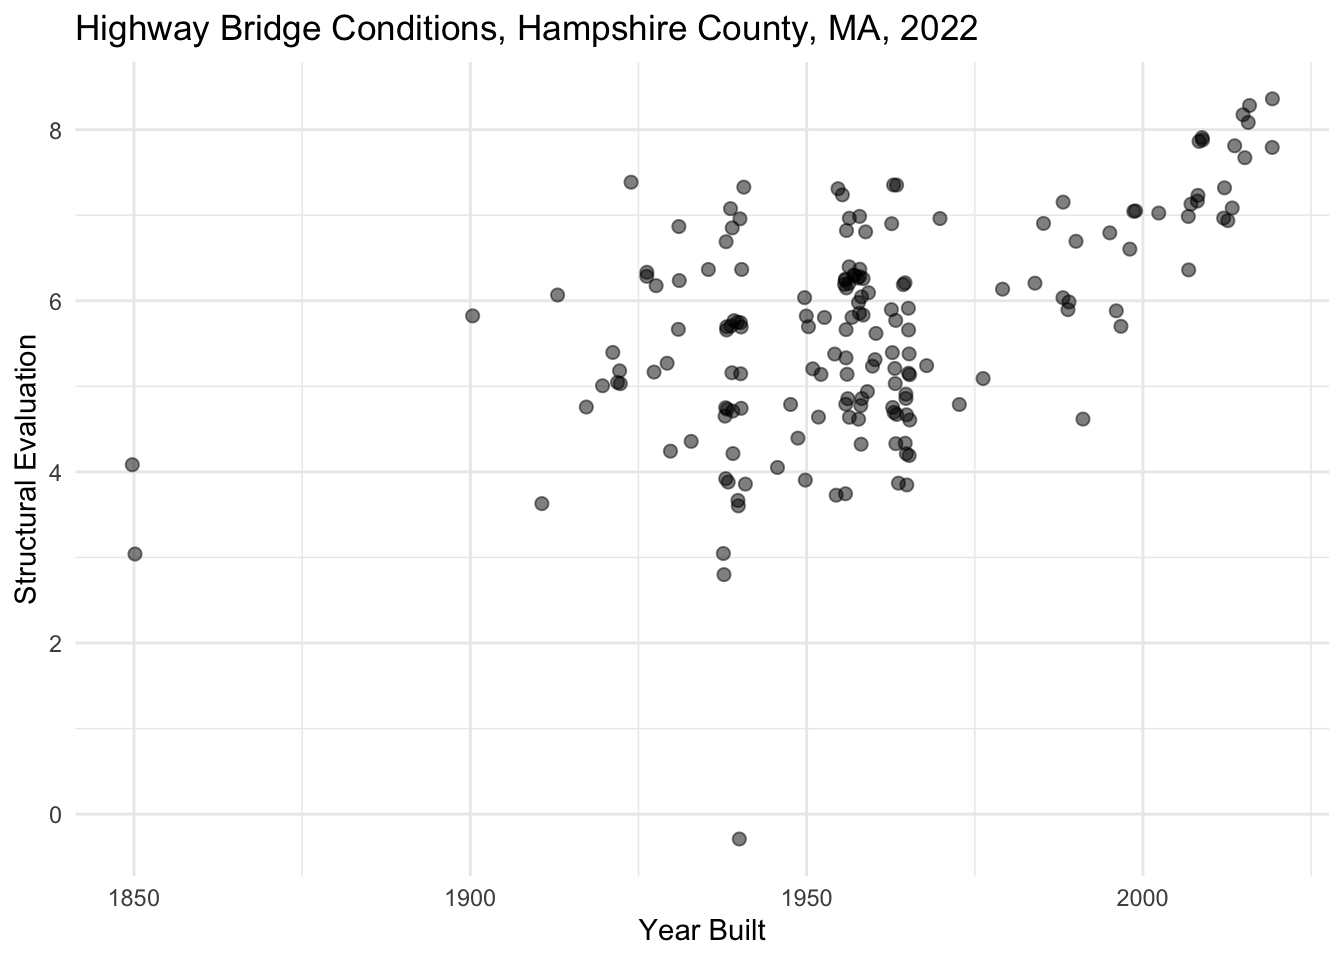 Highway Bridge Conditions, Hampshire County, MA, 2022
8
6
4
2
0
Structural Evaluation
1850 1900 1950 2000
Year Built